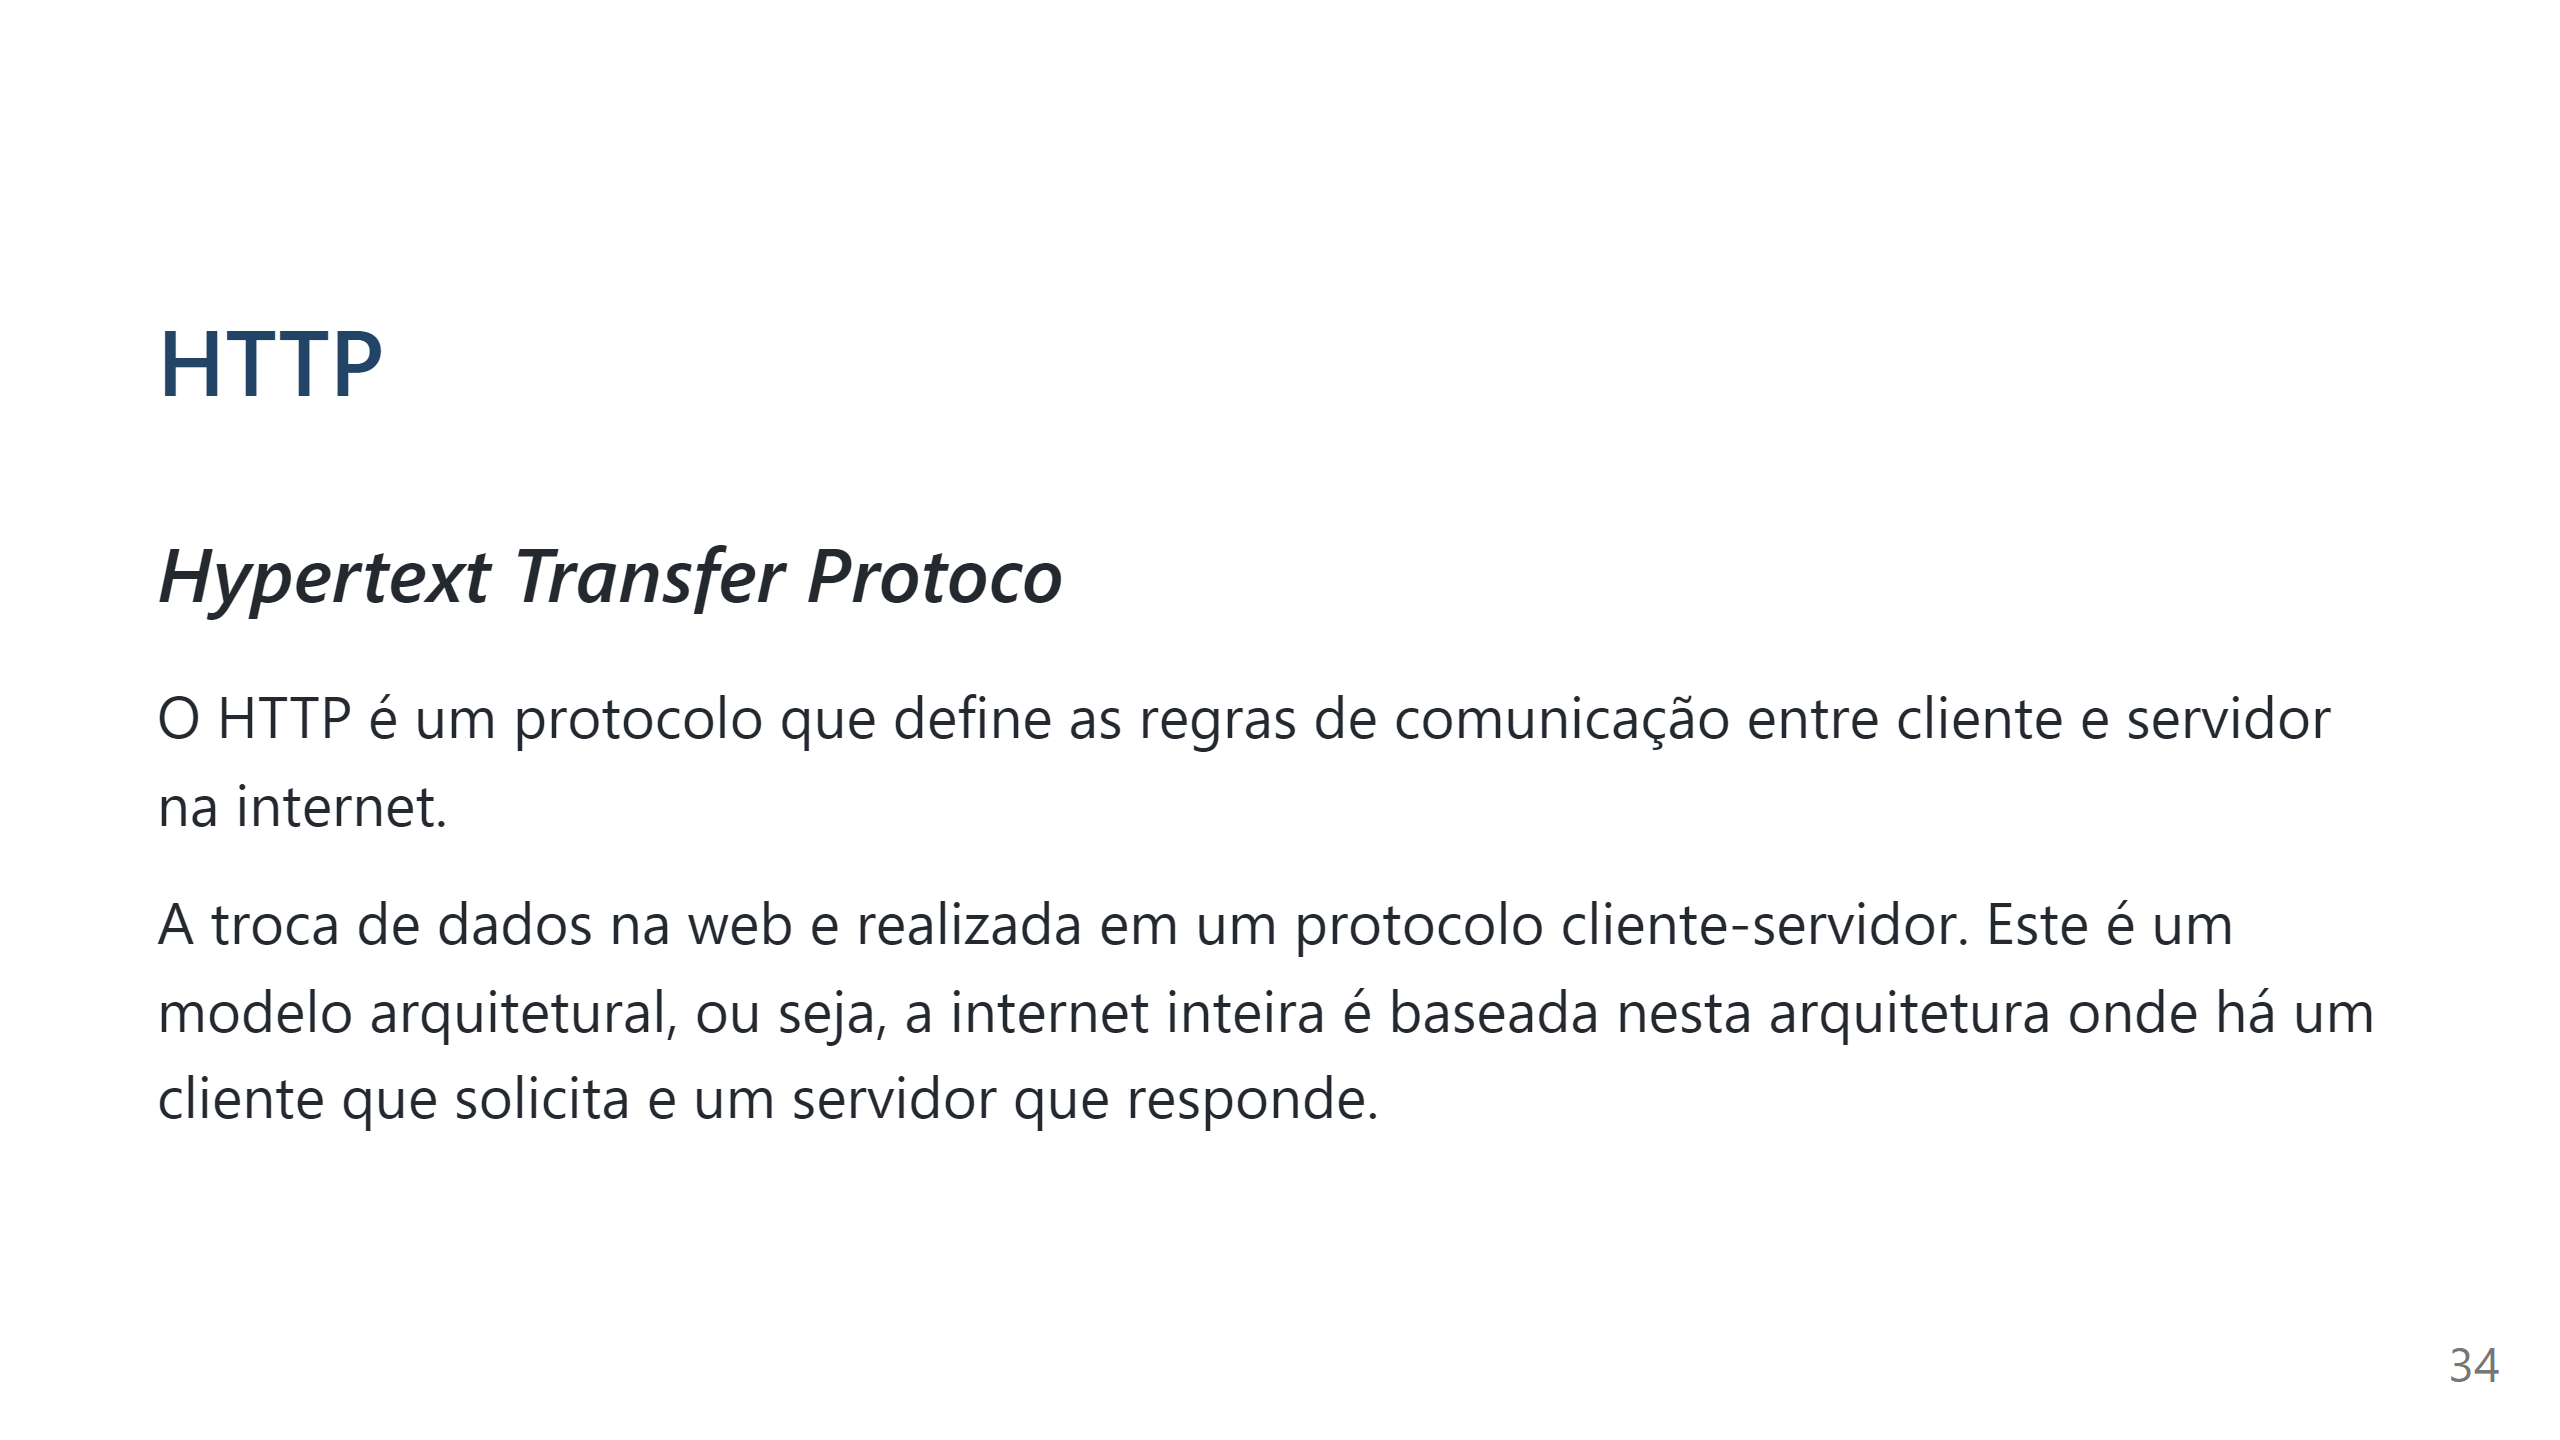 HTTP
Hypertext Transfer Protoco
O HTTP é um protocolo que define as regras de comunicação entre cliente e servidor
na internet.
A troca de dados na web e realizada em um protocolo cliente-servidor. Este é um
modelo arquitetural, ou seja, a internet inteira é baseada nesta arquitetura onde há um
cliente que solicita e um servidor que responde.
34